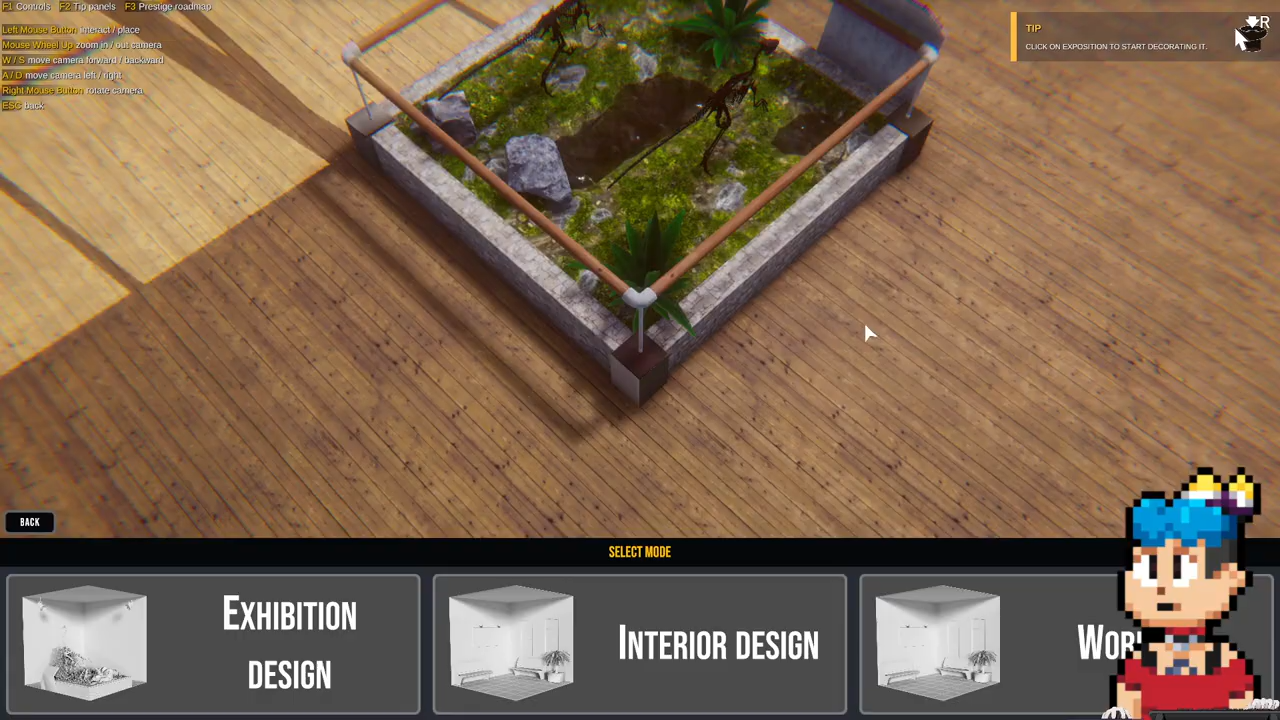 F1 Controls F2 Tip panels F3 Prestige roadmap
Left Mouse Button interact / place
Mouse Wheel Up zoom in / out camera
W / S move camera forward / backward
A / D move camera left / right
Right Mouse Button rotate camera
ESC back
R
TIP
CLICK ON EXPOSITION TO START DECORATING IT.
BACK
SELECT MODE
EXHIBITION
DESIGN
INTERIOR DESIGN